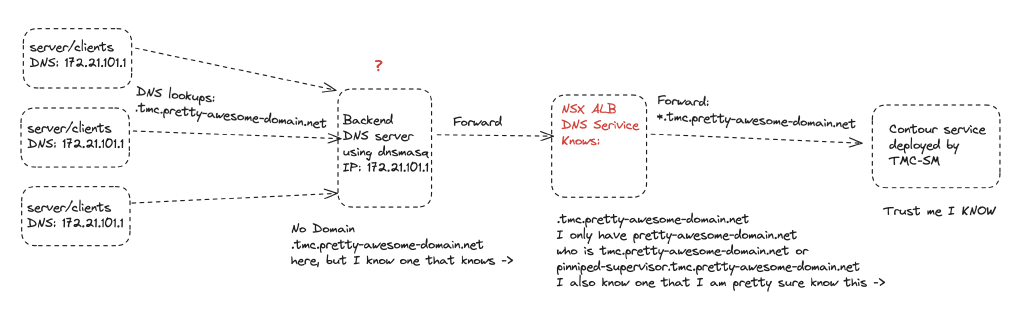 server/clients
DNS: 172.21.101.1
?
DNS lookups:
.tmc.pretty-awesome-domain.net
server/clients
DNS: 172.21.101.1
server/clients
DNS: 172.21.101.1
Backend
DNS server
using dnsmasq
IP: 172.21.101.1
No Domain
.tmc.pretty-awesome-domain.net
here, but I know one that knows ->
Forward
NSX ALB
DNS Serivice
Knows:
.tmc.pretty-awesome-domain.net
I only have pretty-awesome-domain.net
who is tmc.pretty-awesome-domain.net or
pinniped-supervisor.tmc.pretty-awesome-domain.net
I also know one that I am pretty sure know this ->
Forward:
*.tmc.pretty-awesome-domain.net
Contour service
deployed by
TMC-SM
Trust me I KNOW